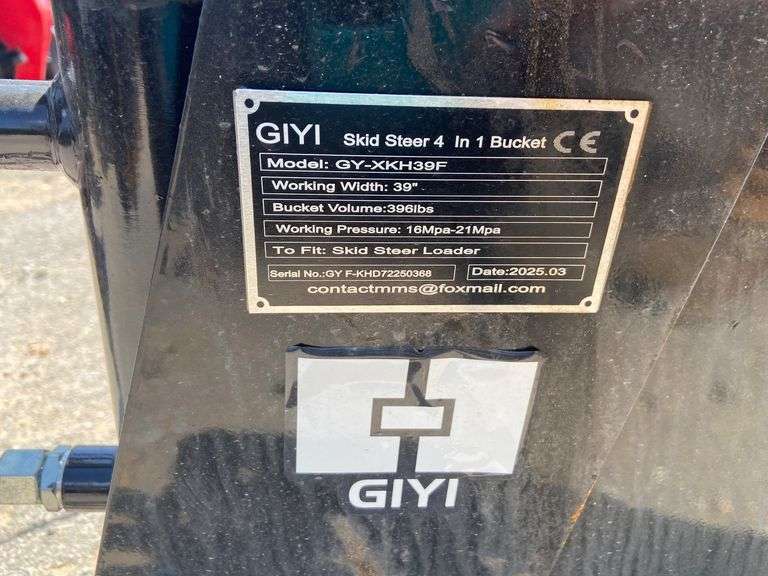 GIYI Skid Steer 4 In 1 Bucket CE
Model: GY-XKH39F
Working Width: 39"
Bucket Volume:396lbs
Working Pressure: 16Mpa-21Mpa
To Fit: Skid Steer Loader
Serial No.:GY F-KHD72250368 Date:2025.03
contactmms@foxmail.com
GIYI